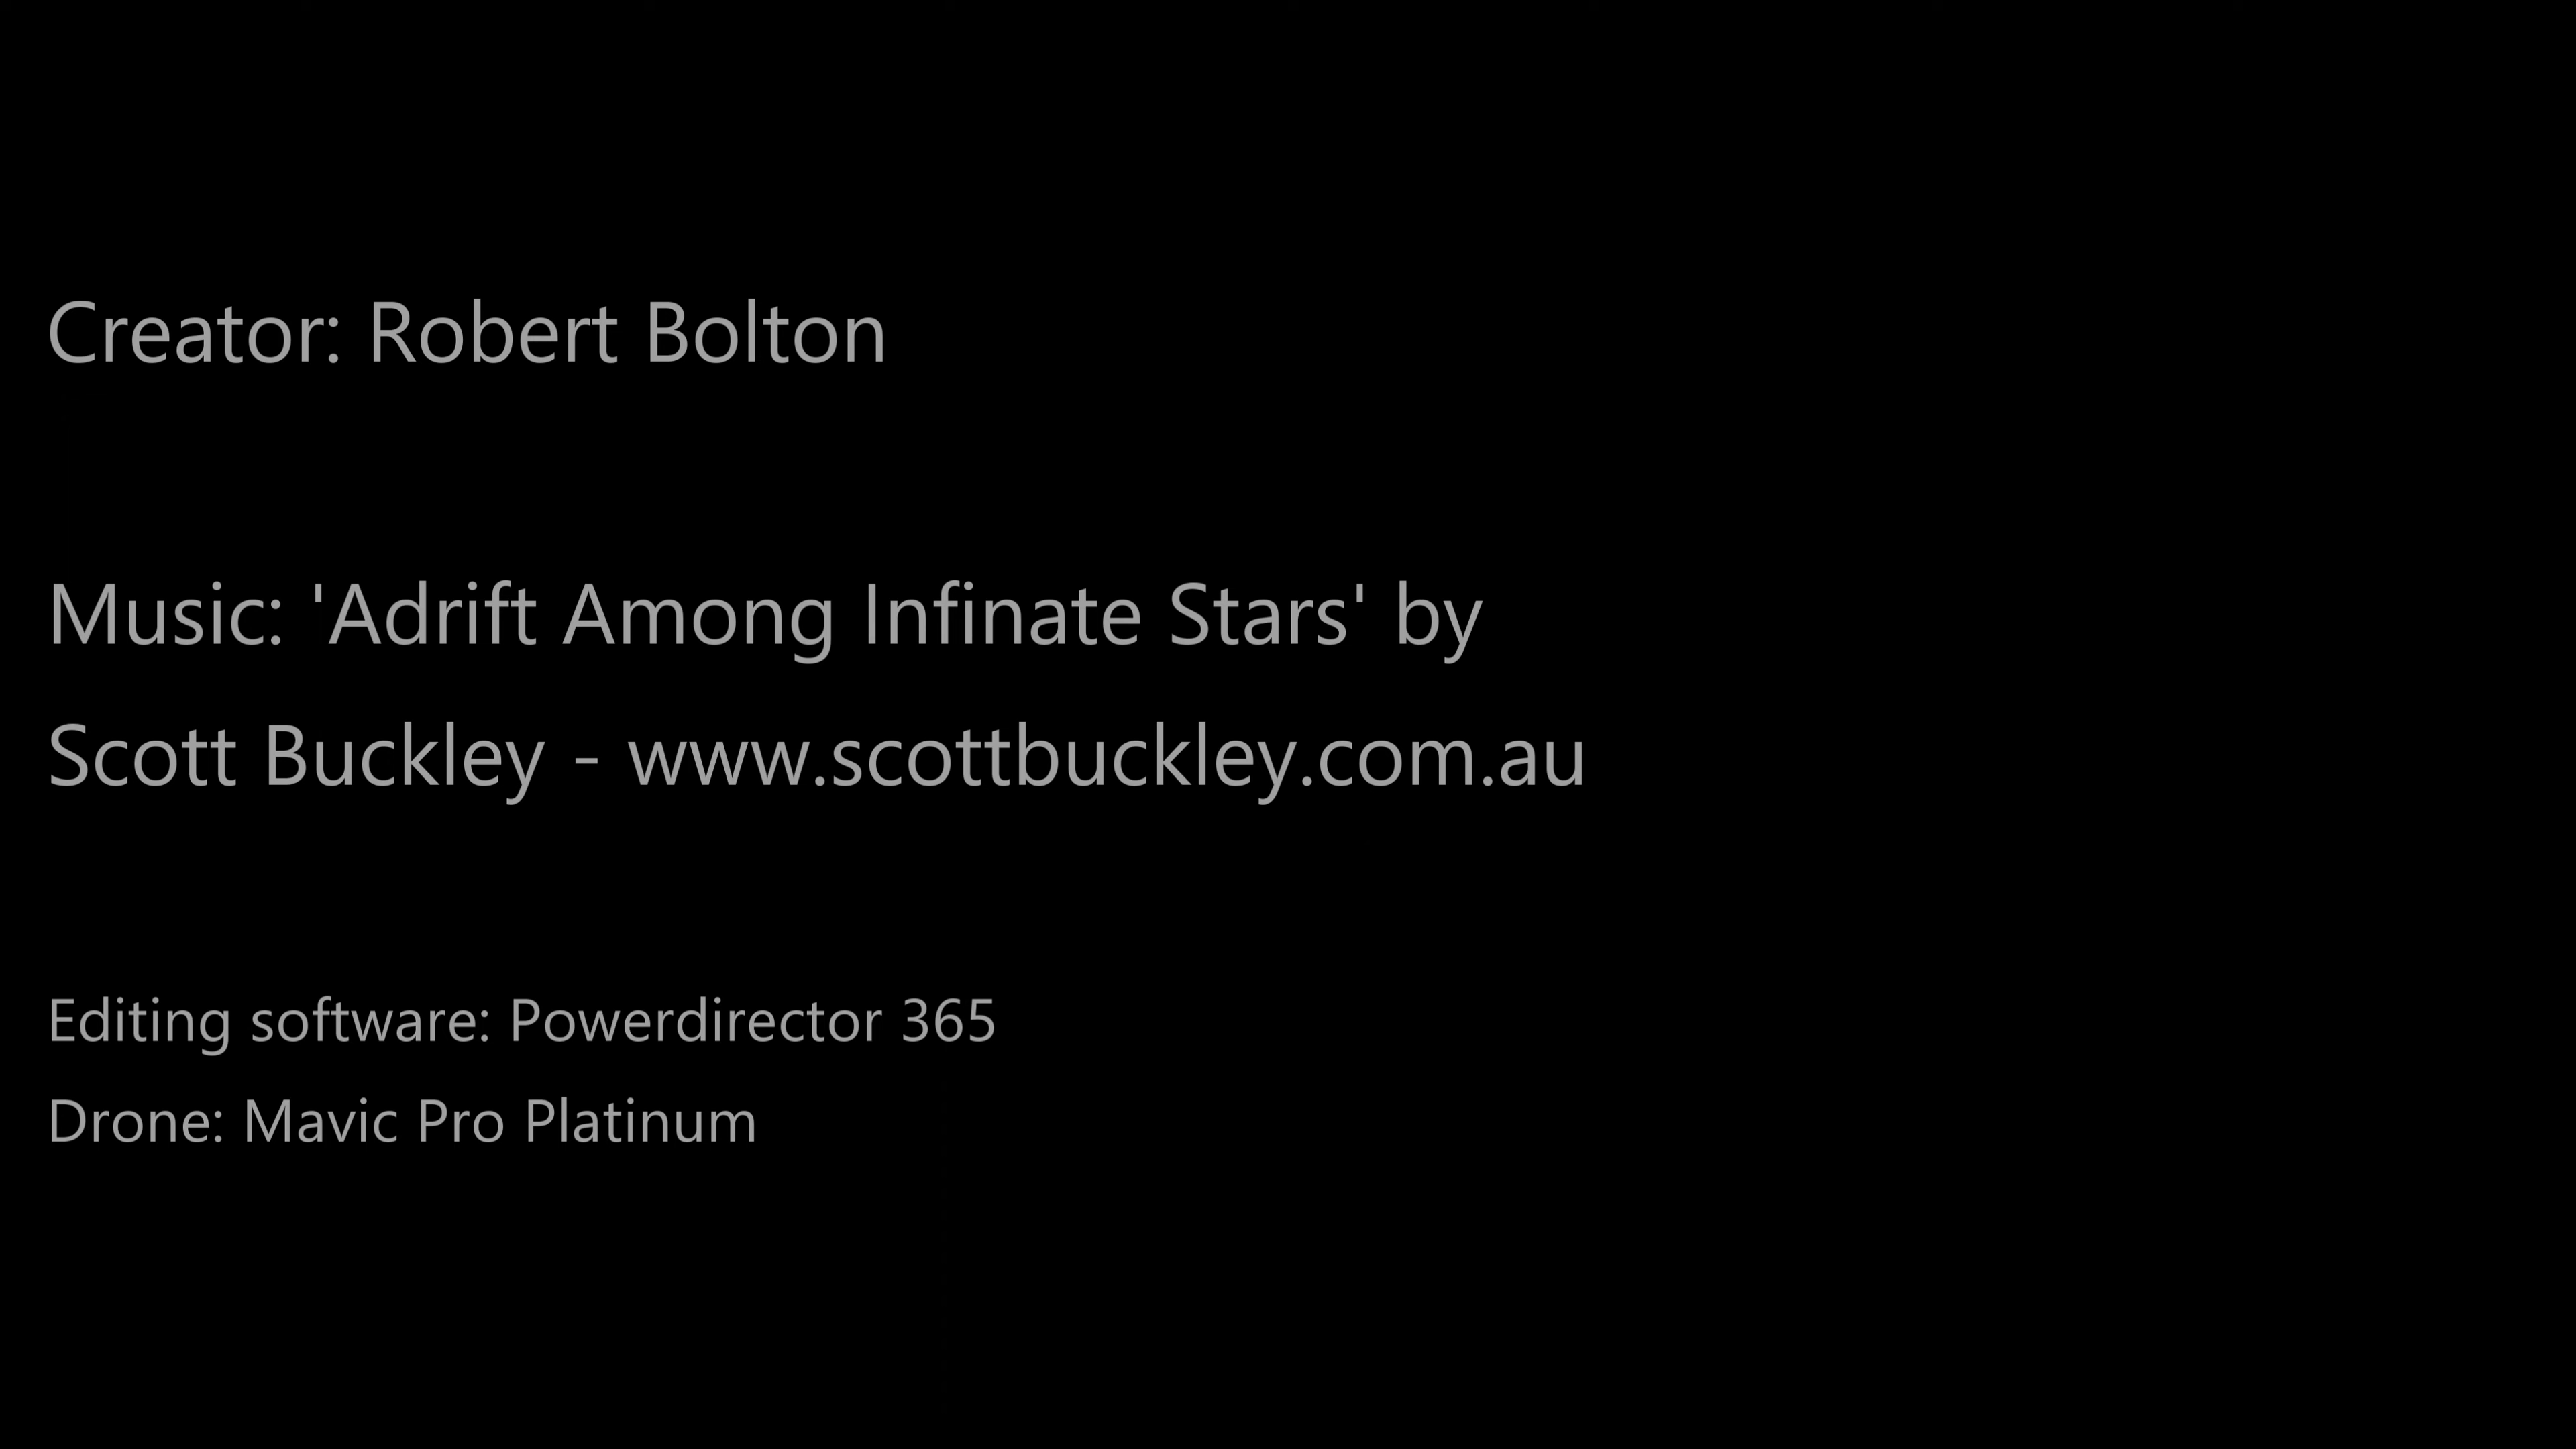 Creator: Robert Bolton
Music: 'Adrift Among Infinate Stars' by
Scott Buckley - www.scottbuckley.com.au
Editing software: Powerdirector 365
Drone: Mavic Pro Platinum